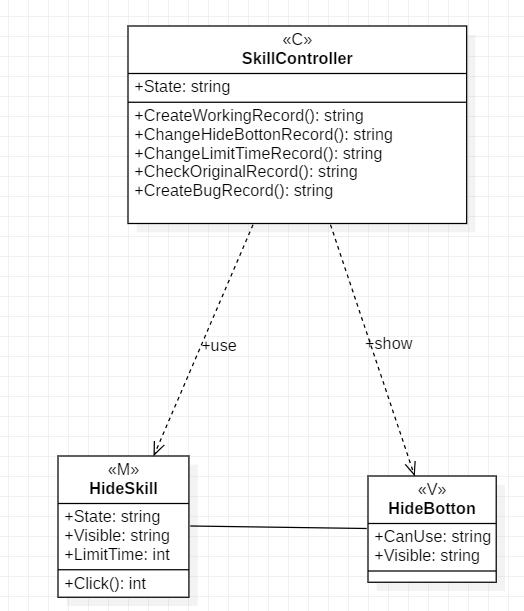 «C»
SkillController
+State: string
+CreateWorkingRecord(): string
+ChangeHideBottonRecord(): string
+ChangeLimitTimeRecord(): string
+CheckOriginalRecord(): string
+CreateBugRecord(): string
+use
+show
«M»
HideSkill
+State: string
+Visible: string
+LimitTime: int
+Click(): int
«V»
HideBotton
+CanUse: string
+Visible: string